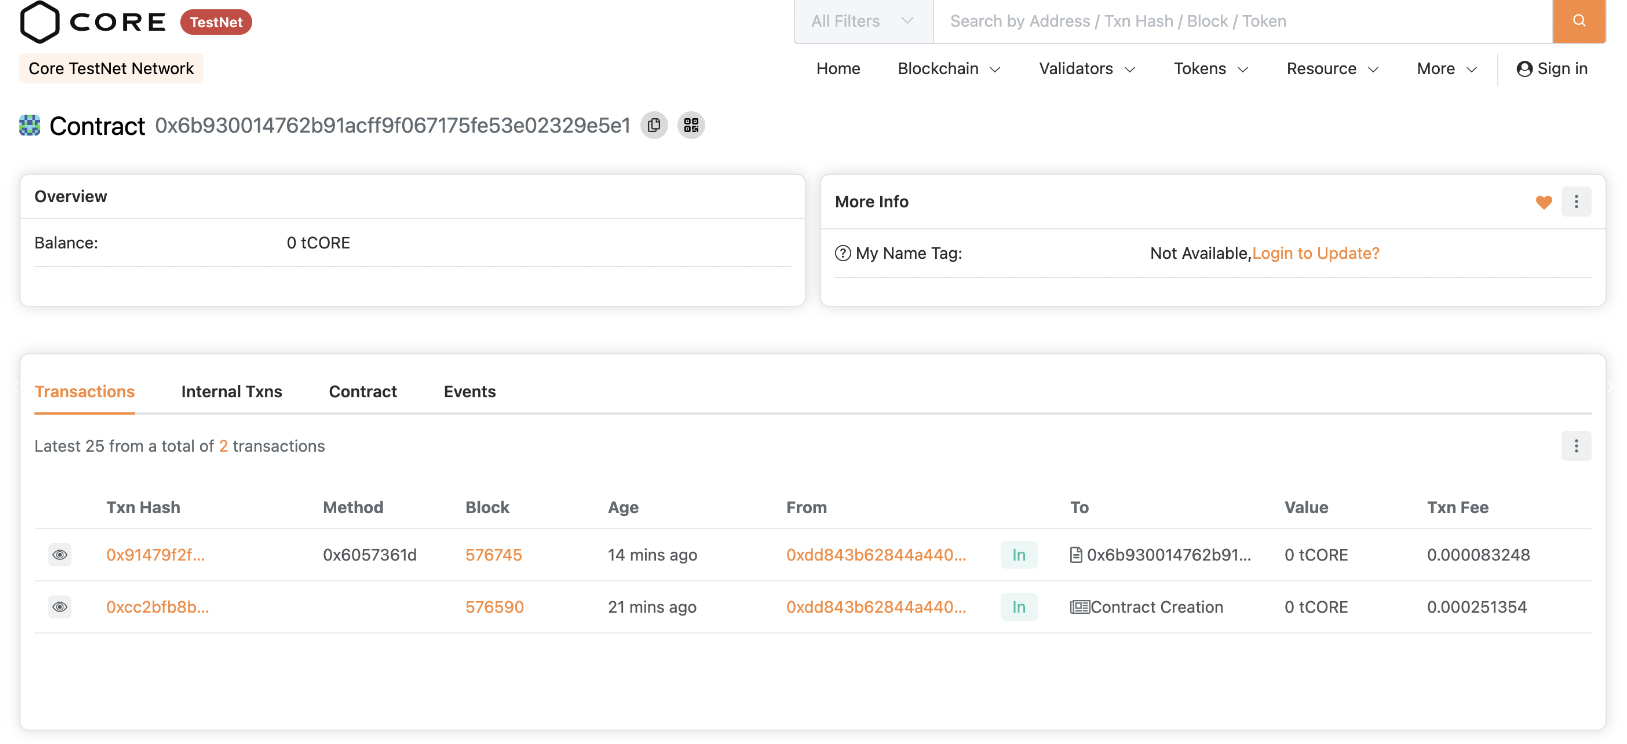 CORE TestNet
All Filters Search by Address / Txn Hash / Block / Token
Core TestNet Network
Home Blockchain Validators Tokens Resource More Sign in
Contract 0x6b930014762b91acff9f067175fe53e02329e5e1
Overview
Balance: 0 tCORE
More Info
My Name Tag: Not Available,Login to Update?
Transactions Internal Txns Contract Events
Latest 25 from a total of 2 transactions
Txn Hash Method Block Age From To Value Txn Fee
0x91479f2f... 0x6057361d 576745 14 mins ago 0xdd843b62844a440... In 0x6b930014762b91... 0 tCORE 0.000083248
0xcc2bfb8b... 576590 21 mins ago 0xdd843b62844a440... In Contract Creation 0 tCORE 0.000251354